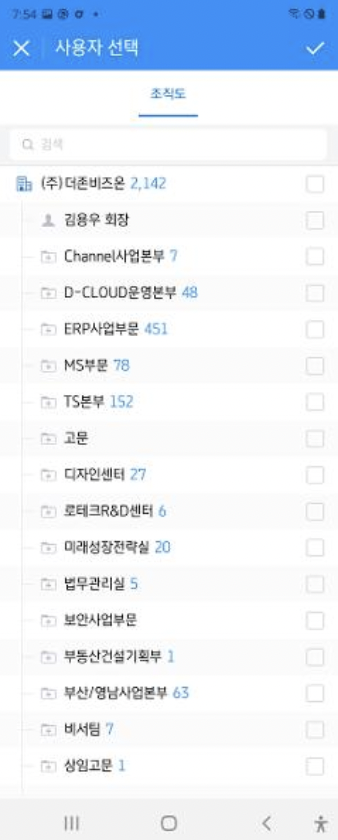 7:54
사용자 선택
조직도
검색
(주)더존비즈온 2,142
김용우 회장
Channel사업본부 7
D-CLOUD운영본부 48
ERP사업부문 451
MS부문 78
TS본부 152
고문
디자인센터 27
로테크R&D센터 6
미래성장전략실 20
법무관리실 5
보안사업부문
부동산건설기획부 1
부산/영남사업본부 63
비서팀 7
상임고문 1